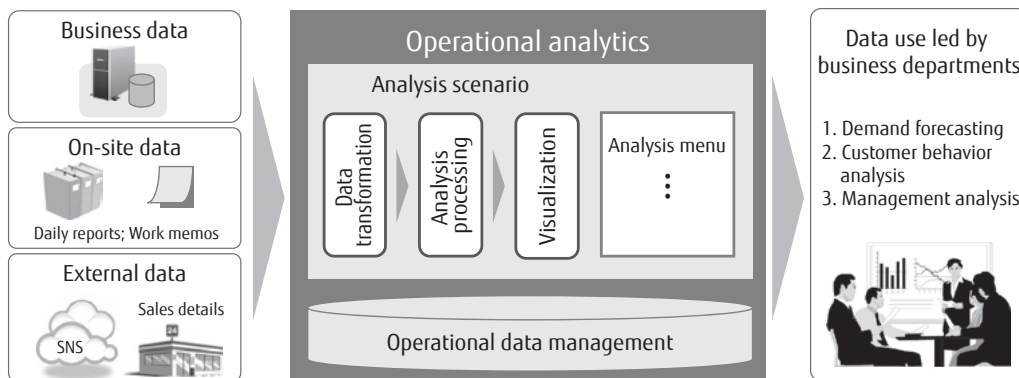 Business data
On-site data
Daily reports; Work memos
External data
Sales details
24
SNS
Operational analytics
Analysis scenario
Data
transformation
Analysis
processing
Visualization
Analysis menu
Operational data management
Data use led by
business departments
1. Demand forecasting
2. Customer behavior
analysis
3. Management analysis